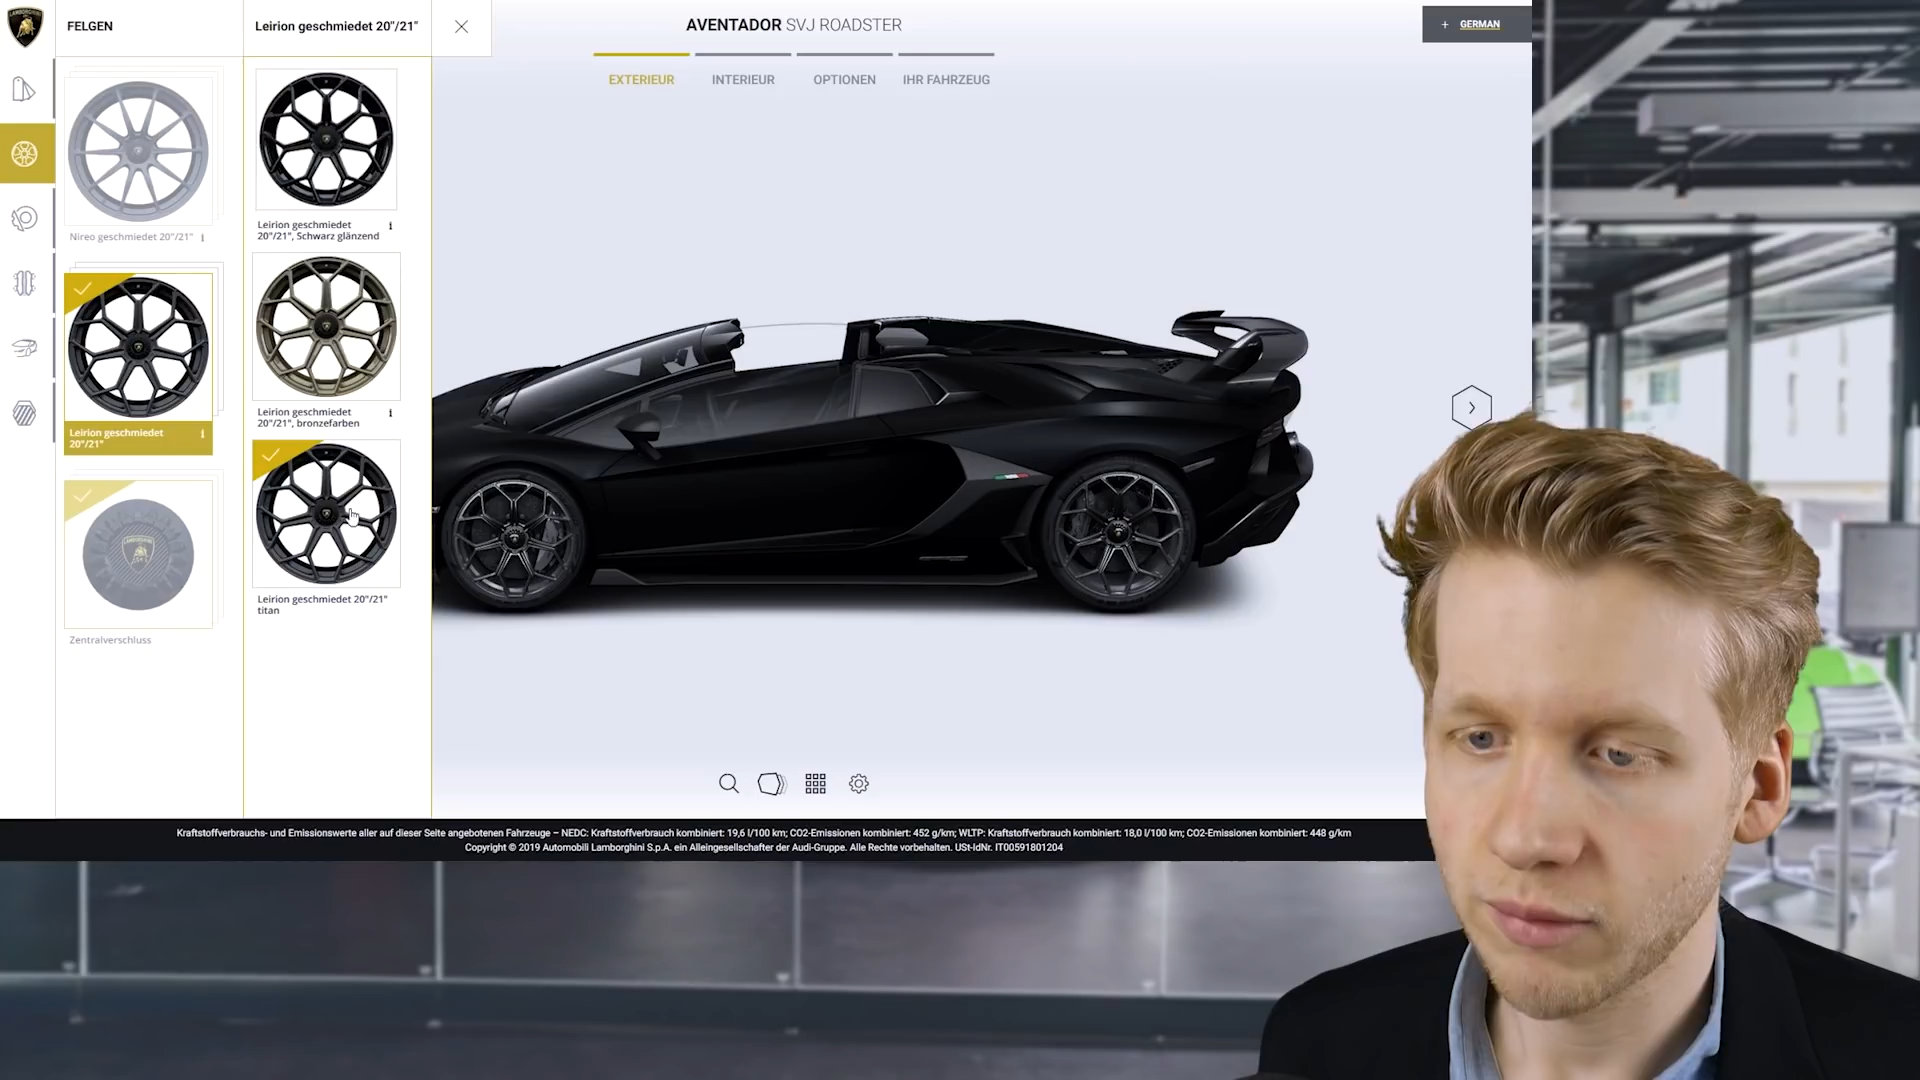 FELGEN
Leirion geschmiedet 20"/21"
AVENTADOR SVJ ROADSTER
+ GERMAN
EXTERIEUR
INTERIEUR
OPTIONEN
IHR FAHRZEUG
Nireo geschmiedet 20"/21"
Leirion geschmiedet
20"/21"
Zentralverschluss
Leirion geschmiedet
20"/21", Schwarz glänzend
Leirion geschmiedet
20"/21", bronzefarben
Leirion geschmiedet 20"/21"
titan
Kraftstoffverbrauchs- und Emissionswerte aller auf dieser Seite angebotenen Fahrzeuge – NEDC: Kraftstoffverbrauch kombiniert: 19,6 l/100 km; CO2-Emissionen kombiniert: 452 g/km; WLTP: Kraftstoffverbrauch kombiniert: 18,0 l/100 km; CO2-Emissionen kombiniert: 448 g/km
Copyright © 2019 Automobili Lamborghini S.p.A. ein Alleingesellschafter der Audi-Gruppe. Alle Rechte vorbehalten. USt-IdNr. IT00591801204